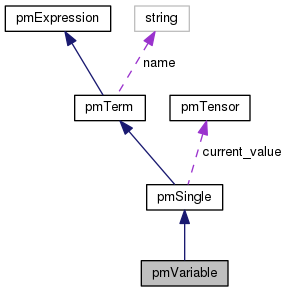 pmExpression
string
name
pmTerm
pmTensor
current_value
pmSingle
pmVariable